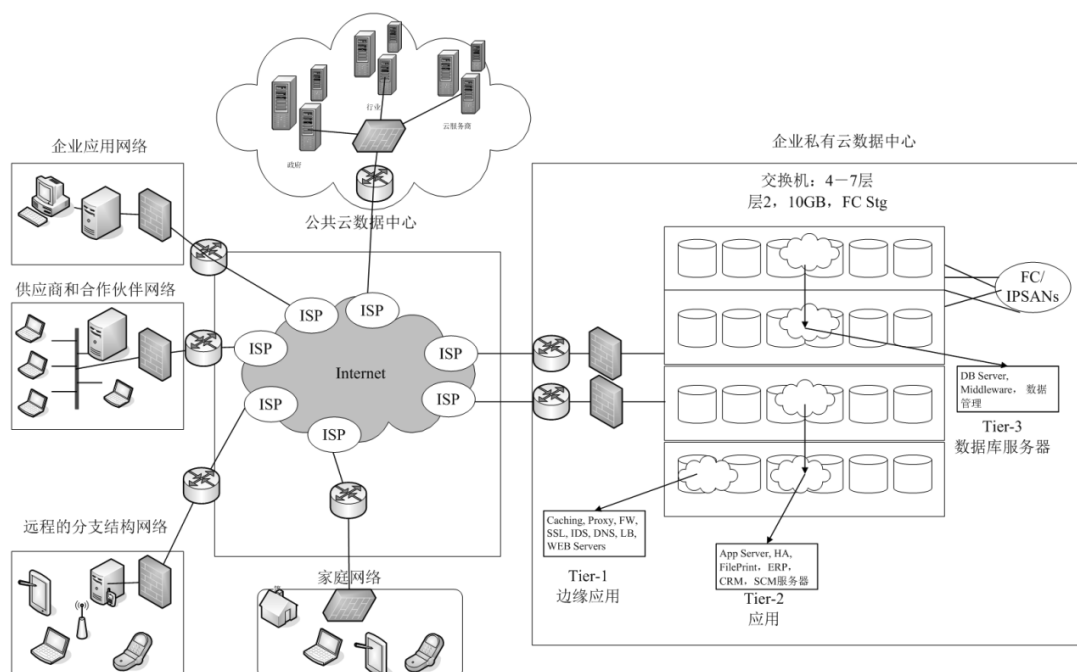 行业
云服务商
政府
公共云数据中心
企业应用网络
供应商和合作伙伴网络
远程的分支结构网络
家庭网络
ISP
ISP
ISP
ISP
ISP
ISP
ISP
Internet
企业私有云数据中心
交换机：4－7层
层2，10GB，FC Stg
FC/
IPSANs
DB Server,
Middleware， 数据
管理
Tier-3
数据库服务器
Caching, Proxy, FW,
SSL, IDS, DNS, LB,
WEB Servers
Tier-1
边缘应用
App Server, HA,
FilePrint，ERP，
CRM，SCM服务器
Tier-2
应用